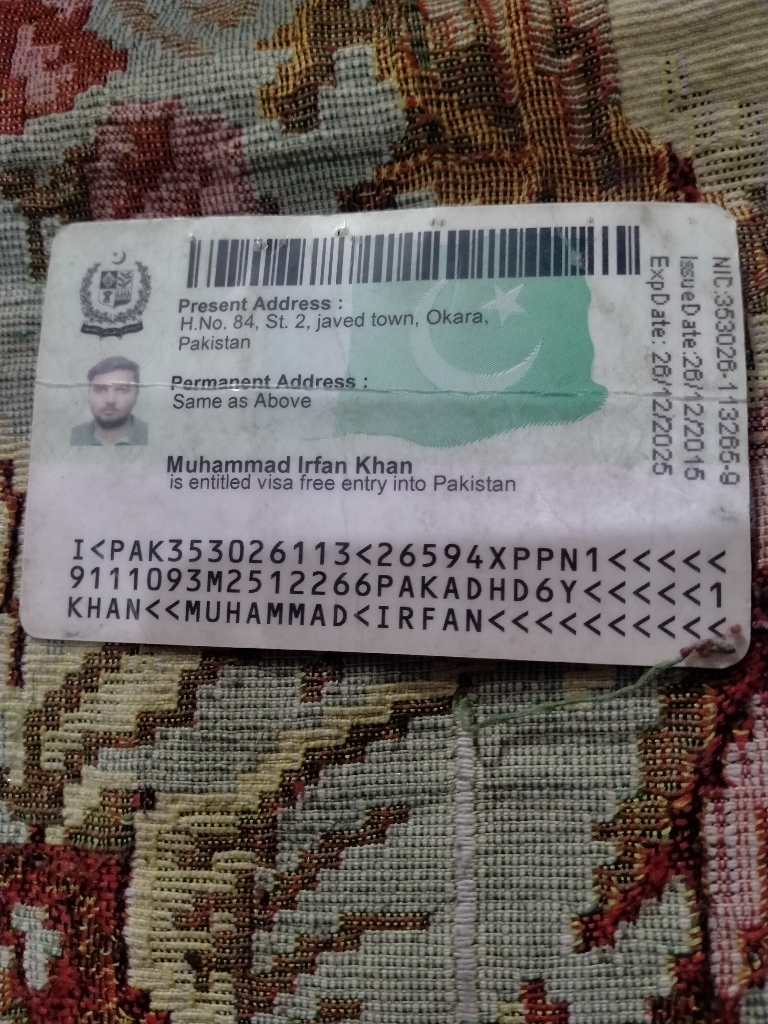 Present Address :
H.No. 84, St. 2, javed town, Okara,
Pakistan
Permanent Address :
Same as Above
Muhammad Irfan Khan
is entitled visa free entry into Pakistan
NIC:353026-113265-9
IssueDate:26/12/2015
ExpDate: 26/12/2025
I<PAK353026113<26594XPPN1<<<<<
9111093M2512266PAKADHD6Y<<<<<1
KHAN<<MUHAMMAD<IRFAN<<<<<<<<<<